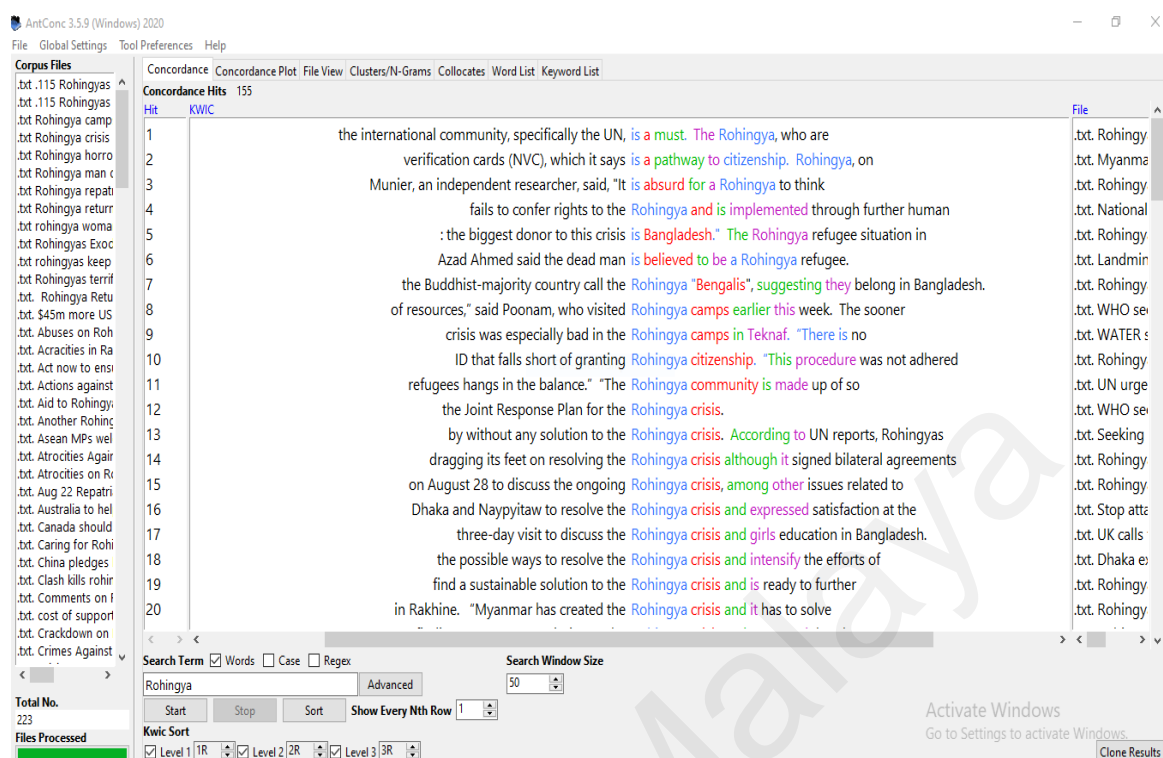 AntConc 3.5.9 (Windows) 2020
File Global Settings Tool Preferences Help
Corpus Files
.txt .115 Rohingyas
.txt .115 Rohingyas
.txt Rohingya camp
.txt Rohingya crisis
.txt Rohingya horro
.txt Rohingya man
.txt Rohingya repat
.txt Rohingya return
.txt rohingya woma
.txt Rohingyas Exoc
.txt rohingyas keep
.txt Rohingyas terrif
.txt. Rohingya Retu
.txt. $45m more US
.txt. Abuses on Roh
.txt. Acracities in Ra
.txt. Act now to ensu
.txt. Actions against
.txt. Aid to Rohingy
.txt. Another Rohing
.txt. Asean MPs wel
.txt. Atrocities Agair
.txt. Atrocities on Ro
.txt. Aug 22 Repatri
.txt. Australia to hel
.txt. Canada should
.txt. Caring for Rohi
.txt. China pledges
.txt. Clash kills rohir
.txt. Comments on
.txt. cost of support
.txt. Crackdown on
.txt. Crimes Against
Total No.
223
Files Processed
Concordance Concordance Plot File View Clusters/N-Grams Collocates Word List Keyword List
Concordance Hits 155
Hit KWIC File
1 the international community, specifically the UN, is a must. The Rohingya, who are .txt. Rohingy
2 verification cards (NVC), which it says is a pathway to citizenship. Rohingya, on .txt. Myanma
3 Munier, an independent researcher, said, "It is absurd for a Rohingya to think .txt. Rohingy
4 fails to confer rights to the Rohingya and is implemented through further human .txt. National
5 : the biggest donor to this crisis is Bangladesh." The Rohingya refugee situation in .txt. Rohingy
6 Azad Ahmed said the dead man is believed to be a Rohingya refugee. .txt. Landmin
7 the Buddhist-majority country call the Rohingya "Bengalis", suggesting they belong in Bangladesh. .txt. Rohingy
8 of resources," said Poonam, who visited Rohingya camps earlier this week. The sooner .txt. WHO see
9 crisis was especially bad in the Rohingya camps in Teknaf. "There is no .txt. WATER s
10 ID that falls short of granting Rohingya citizenship. "This procedure was not adhered .txt. Rohingy
11 refugees hangs in the balance." "The Rohingya community is made up of so .txt. UN urge
12 the Joint Response Plan for the Rohingya crisis. .txt. WHO see
13 by without any solution to the Rohingya crisis. According to UN reports, Rohingyas .txt. Seeking
14 dragging its feet on resolving the Rohingya crisis although it signed bilateral agreements .txt. Rohingy
15 on August 28 to discuss the ongoing Rohingya crisis, among other issues related to .txt. Rohingy
16 Dhaka and Naypyitaw to resolve the Rohingya crisis and expressed satisfaction at the .txt. Stop atta
17 three-day visit to discuss the Rohingya crisis and girls education in Bangladesh. .txt. UK calls
18 the possible ways to resolve the Rohingya crisis and intensify the efforts of .txt. Dhaka ex
19 find a sustainable solution to the Rohingya crisis and is ready to further .txt. Rohingy
20 in Rakhine. "Myanmar has created the Rohingya crisis and it has to solve .txt. Rohingy
Search Term Words Case Regex Search Window Size
Rohingya Advanced 50
Start Stop Sort Show Every Nth Row 1
Kwic Sort
Level 1 1R Level 2 2R Level 3 3R
Activate Windows
Go to Settings to activate Windows.
Clone Results
Malaya